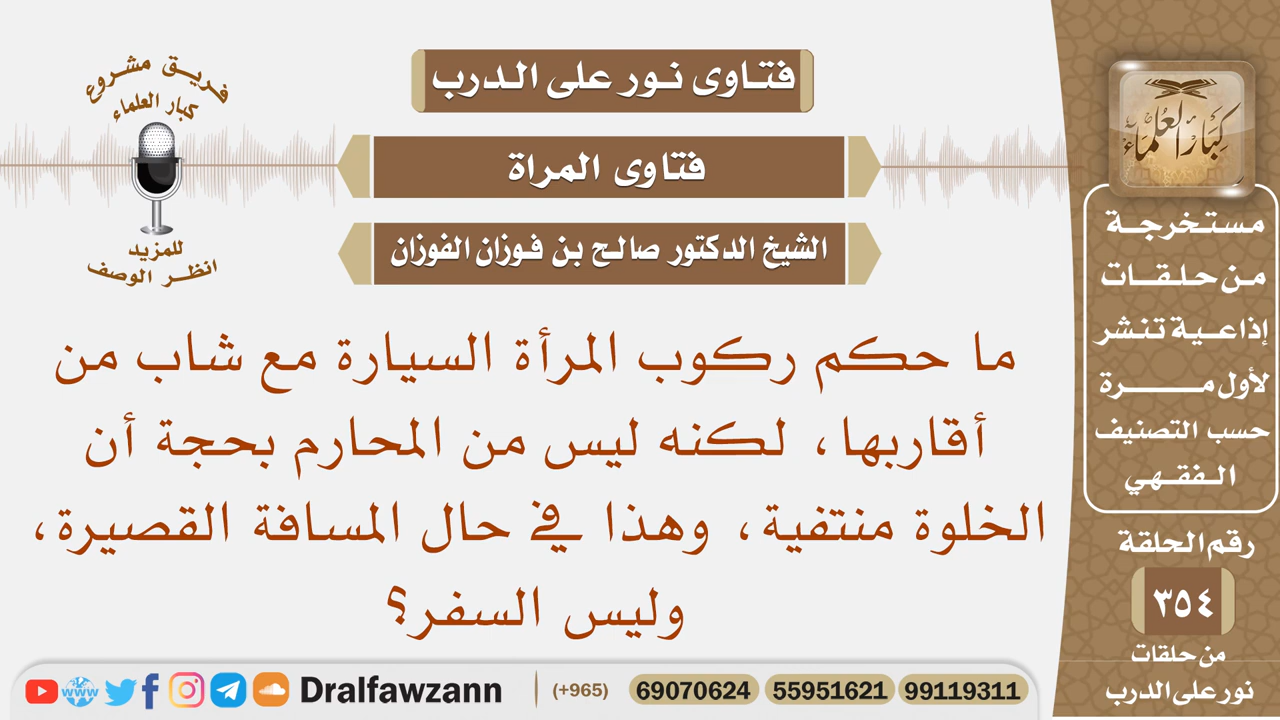 فتاوى نور على الدرب
فتاوى المراة
الشيخ الدكتور صالح بن فوزان الفوزان
فريق مشروع
كبار العلماء
للمزيد
انظر الوصف
ما حكم ركوب المرأة السيارة مع شاب من
أقاربها، لكنه ليس من المحارم بحجة أن
الخلوة منتفية، وهذا في حال المسافة القصيرة،
وليس السفر؟
كبار العلماء
مستخرجة
من حلقات
إذاعية تنشر
لأول مرة
حسب التصنيف
الفقهي
رقم الحلقة
٣٥٤
من حلقات
نور على الدرب
www
Dralfawzann
(+965) 69070624 55951621 99119311